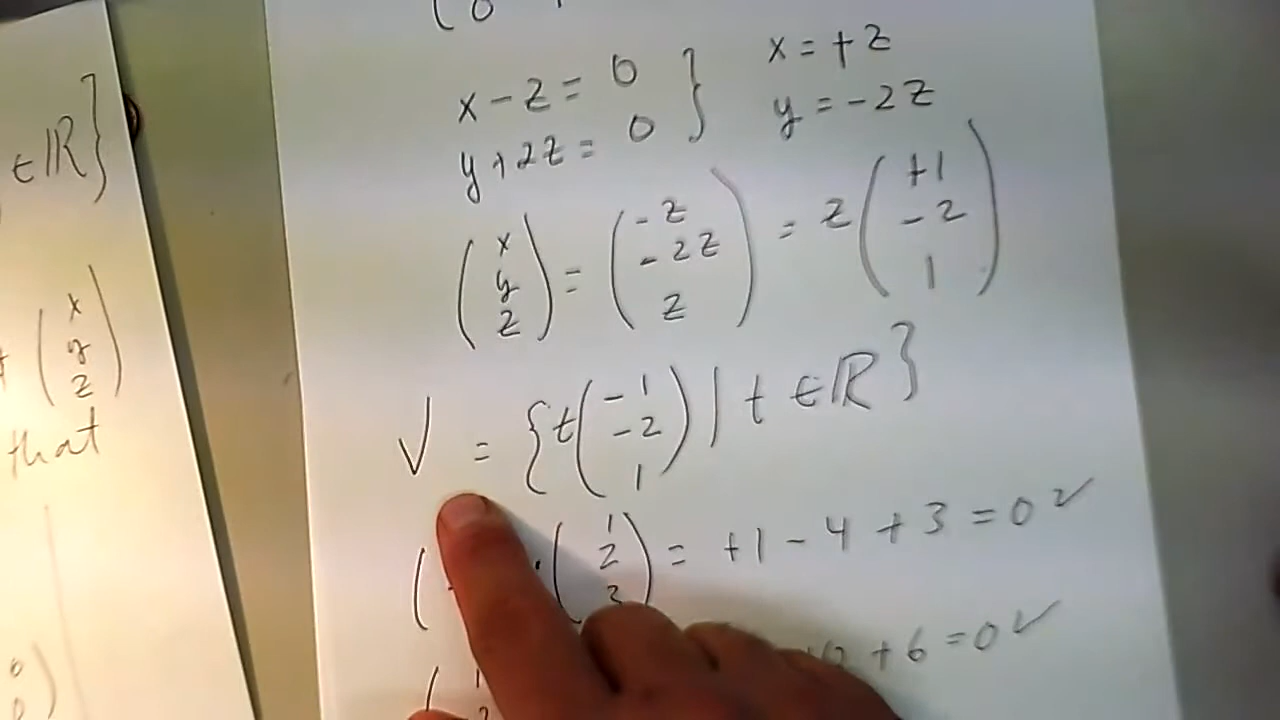 ∈ ℝ}
( x
y
z )
that
x - z = 0
y + 2z = 0 }
x = +z
y = -2z
( x
y
z ) = ( -z
-2z
z ) = z ( +1
-2
1 )
V = { t ( -1
-2
1 ) | t ∈ ℝ }
· ( 1
2
3 ) = +1 - 4 + 3 = 0 ✓
+ 6 = 0 ✓